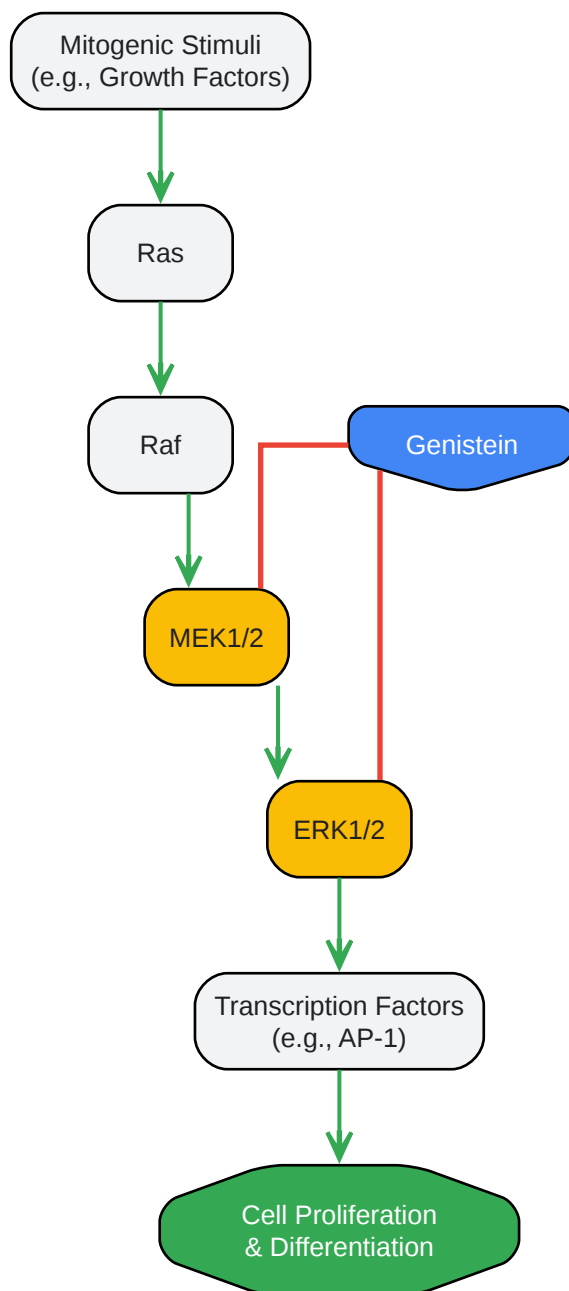 Mitogenic Stimuli
(e.g., Growth Factors)
Ras
Raf
Genistein
MEK1/2
ERK1/2
Transcription Factors
(e.g., AP-1)
Cell Proliferation
& Differentiation